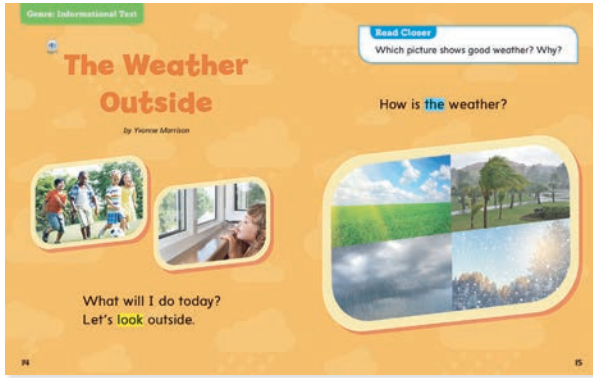 Genre: Informational Text
The Weather
Outside
by Yvonne Morrison
What will I do today?
Let's look outside.
14
Read Closer
Which picture shows good weather? Why?
How is the weather?
15